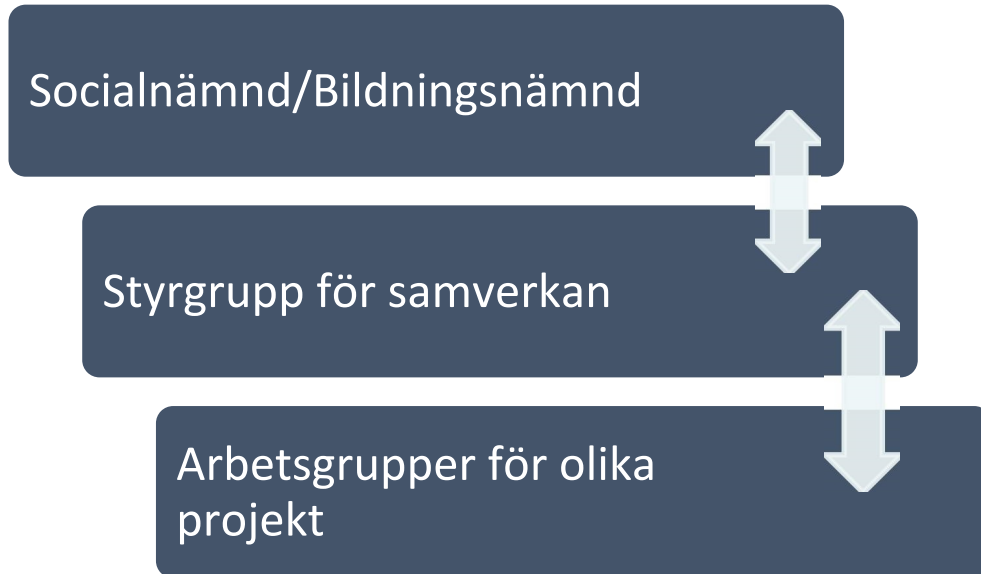 Socialnämnd/Bildningsnämnd
Styrgrupp för samverkan
Arbetsgrupper för olika
projekt